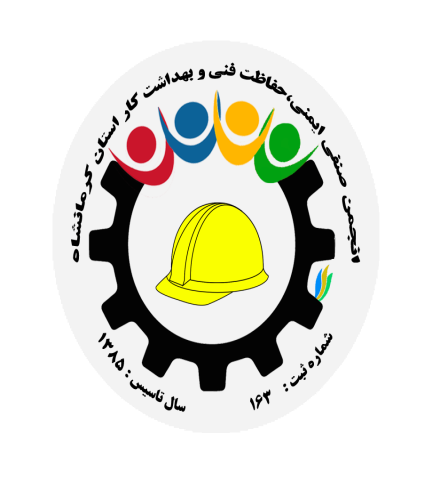 انجمن صنفی ایمنی،حفاظت فنی و بهداشت کار استان کرمانشاه
شماره ثبت : ۱۶۳
سال تاسیس : ۱۳۸۵